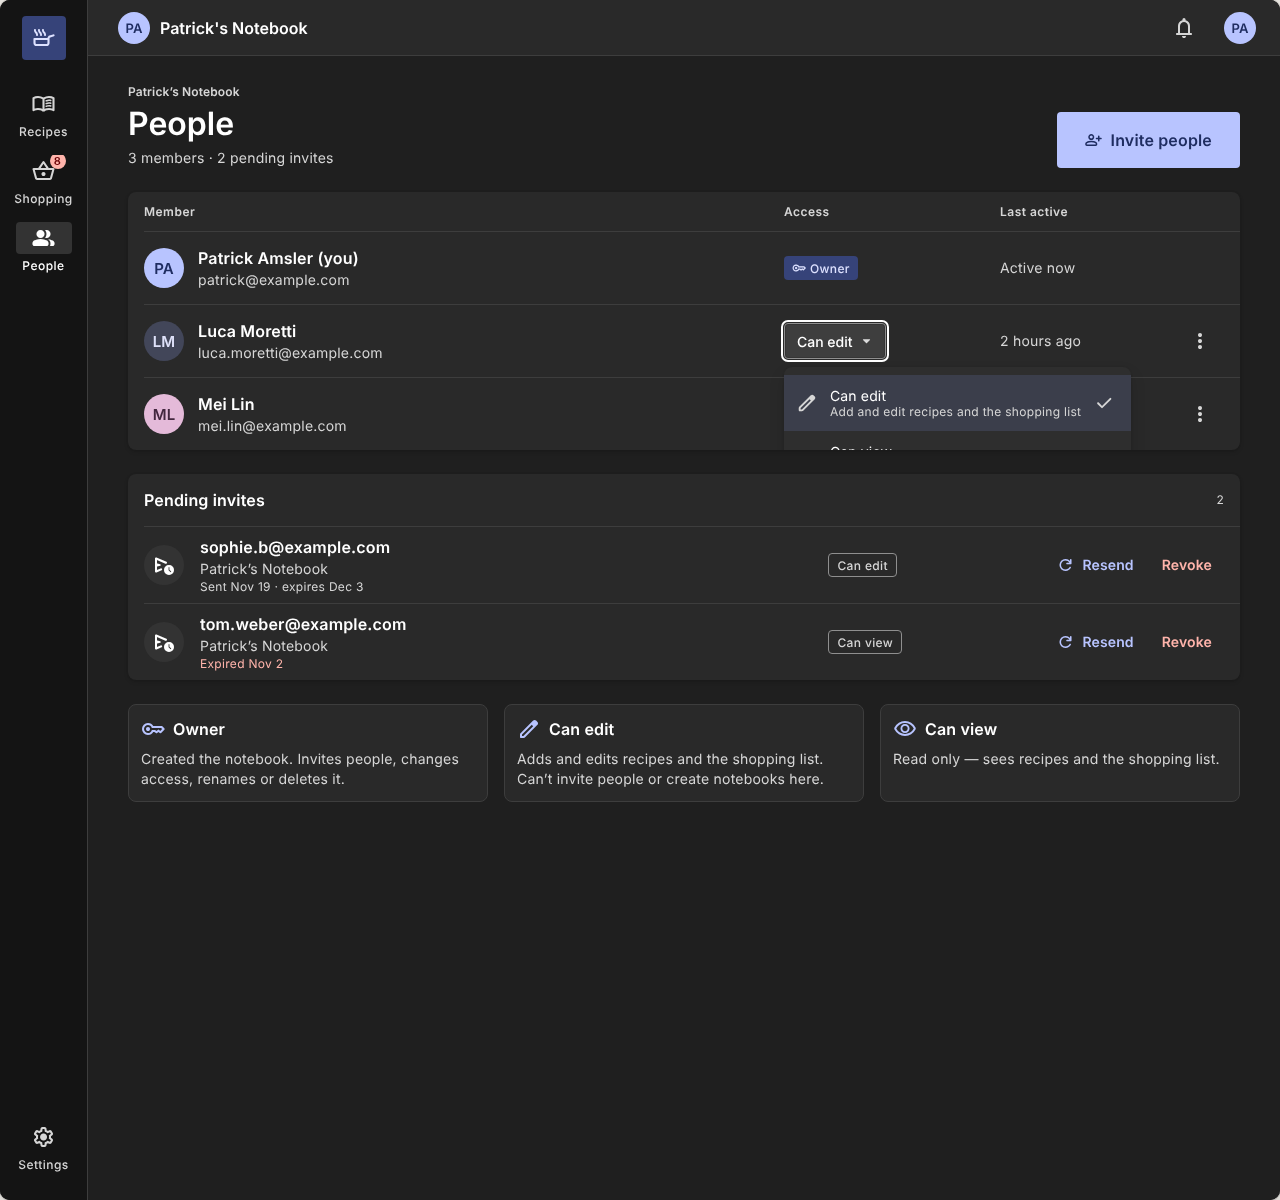 PA Patrick's Notebook
PA
Recipes
8
Shopping
People
Settings
Patrick’s Notebook
People
3 members · 2 pending invites
Invite people
Member Access Last active
PA
Patrick Amsler (you)
patrick@example.com
Owner
Active now
LM
Luca Moretti
luca.moretti@example.com
Can edit
2 hours ago
ML
Mei Lin
mei.lin@example.com
Can edit
Add and edit recipes and the shopping list
Can view
Pending invites 2
sophie.b@example.com
Patrick’s Notebook
Sent Nov 19 · expires Dec 3
Can edit
Resend Revoke
tom.weber@example.com
Patrick’s Notebook
Expired Nov 2
Can view
Resend Revoke
Owner
Created the notebook. Invites people, changes
access, renames or deletes it.
Can edit
Adds and edits recipes and the shopping list.
Can’t invite people or create notebooks here.
Can view
Read only — sees recipes and the shopping list.